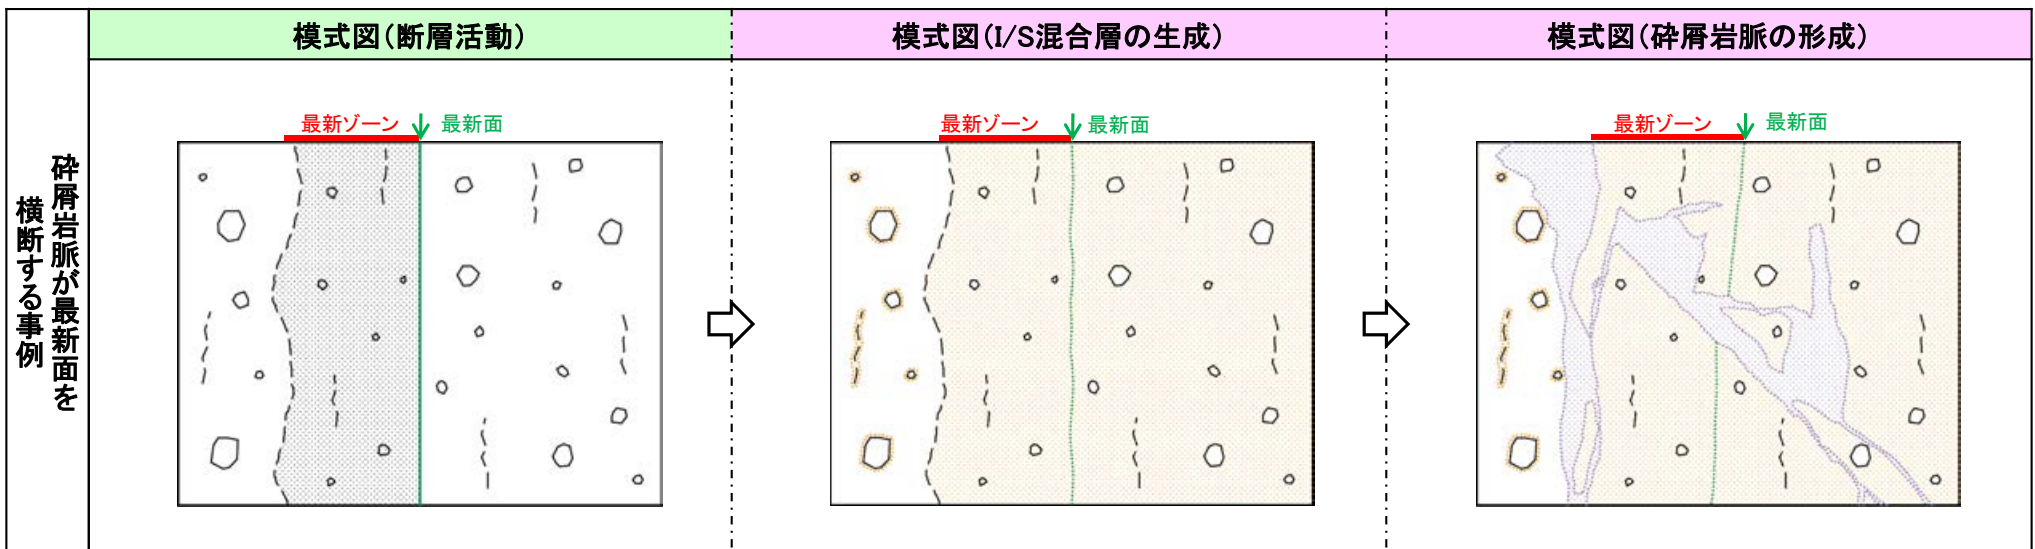 模式図(断層活動)
模式図(I/S混合層の生成)
模式図(砕屑岩脈の形成)
砕屑岩脈が最新面を
横断する事例
最新ゾーン
最新面
最新ゾーン
最新面
最新ゾーン
最新面